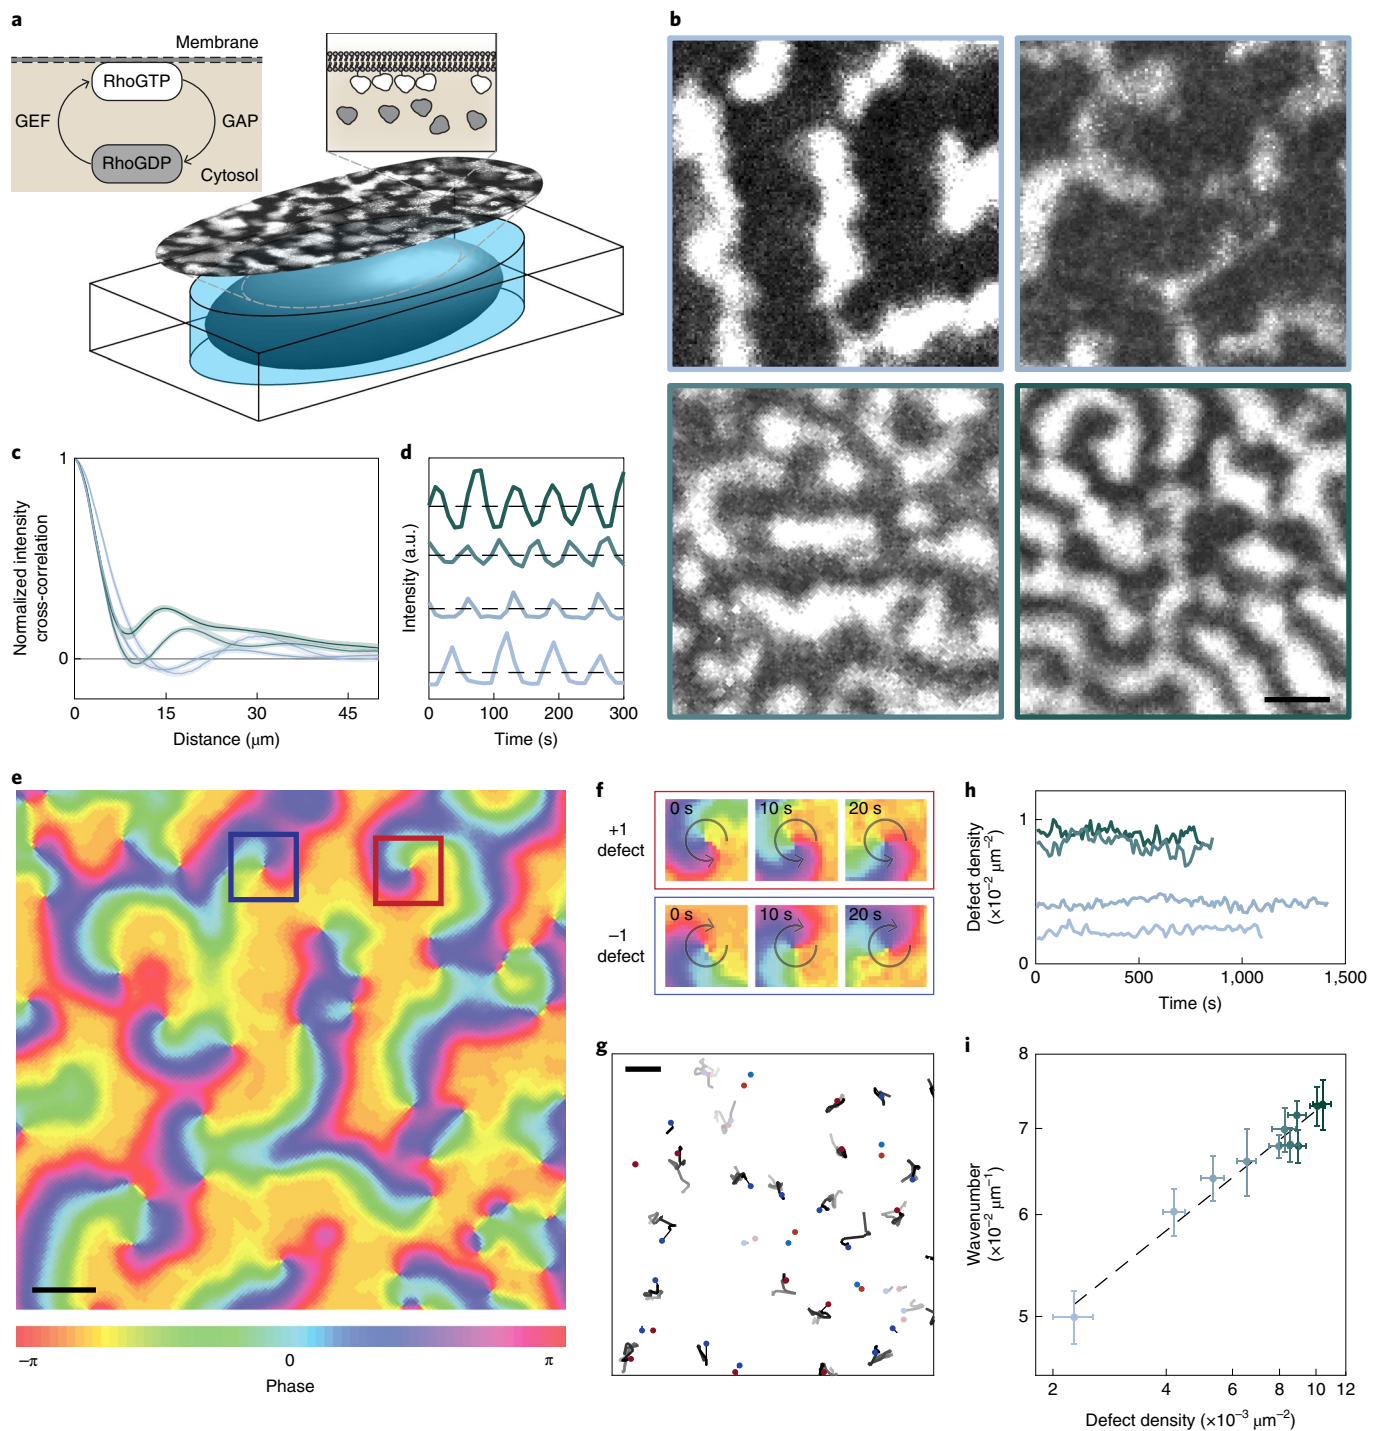 a
Membrane
RhoGTP
GEF
GAP
RhoGDP
Cytosol
b
c
1
0
Normalized intensity
cross-correlation
0
15
30
45
Distance (μm)
d
Intensity (a.u.)
0
100
200
300
Time (s)
e
−π
0
π
Phase
f
+1
defect
0 s
10 s
20 s
−1
defect
0 s
10 s
20 s
g
h
1
0
Defect density
(×10⁻² μm⁻²)
0
500
1,000
1,500
Time (s)
i
8
7
6
5
Wavenumber
(×10⁻² μm⁻¹)
2
4
6
8
10
12
Defect density (×10⁻³ μm⁻²)